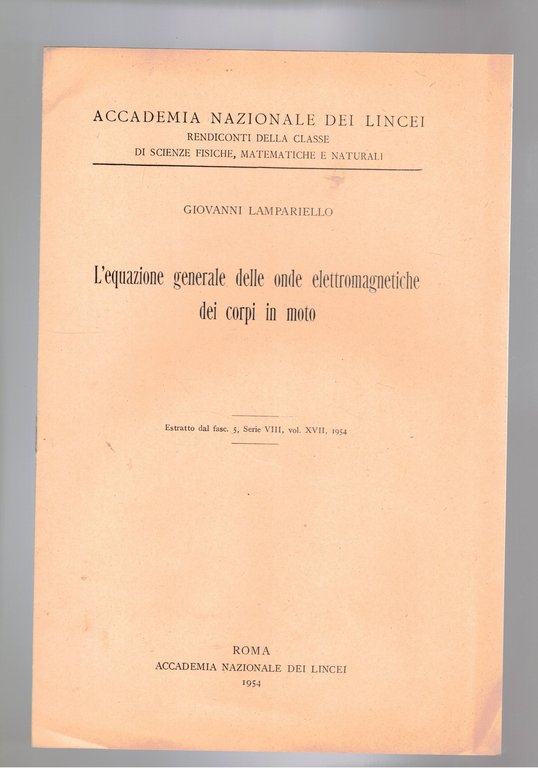 ACCADEMIA NAZIONALE DEI LINCEI
RENDICONTI DELLA CLASSE
DI SCIENZE FISICHE, MATEMATICHE E NATURALI
GIOVANNI LAMPARIELLO
L'equazione generale delle onde elettromagnetiche
dei corpi in moto
Estratto dal fasc. 5, Serie VIII, vol. XVII, 1954
ROMA
ACCADEMIA NAZIONALE DEI LINCEI
1954